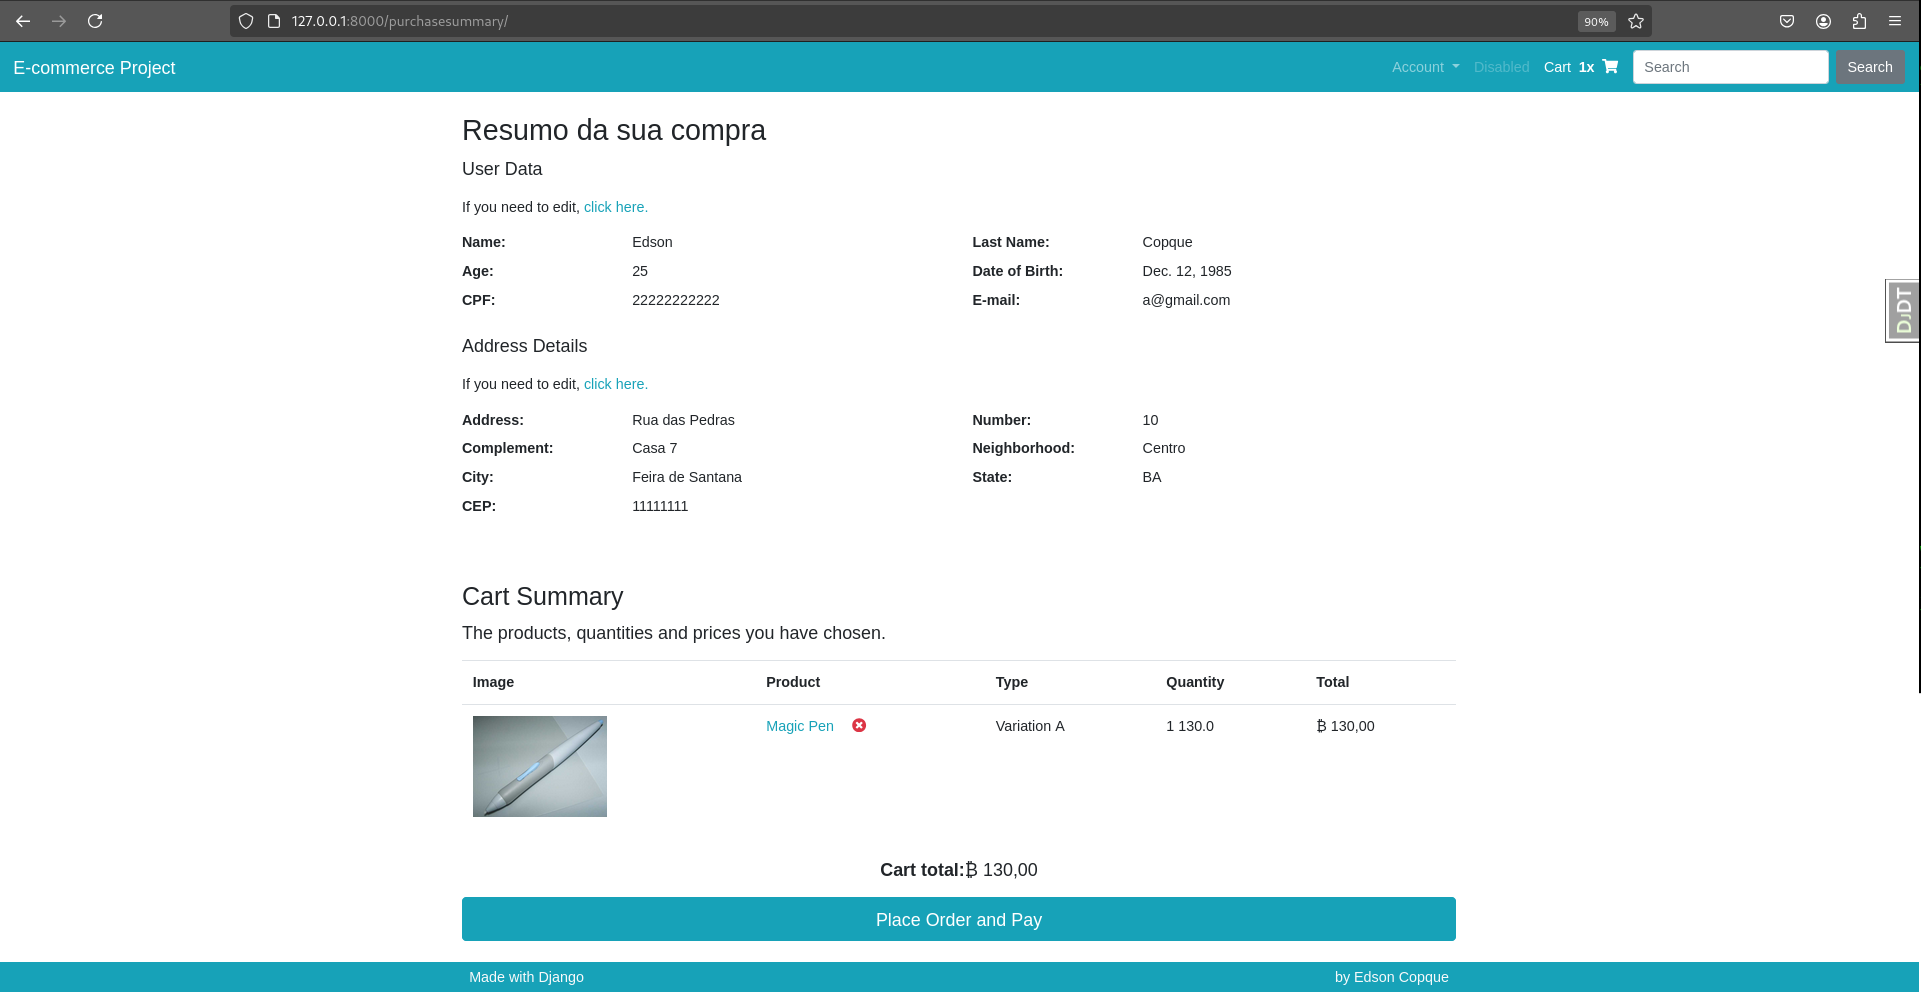 127.0.0.1:8000/purchasesummary/ 90%
E-commerce Project Account Disabled Cart 1x Search Search
Resumo da sua compra
User Data
If you need to edit, click here.
Name: Edson Last Name: Copque
Age: 25 Date of Birth: Dec. 12, 1985
CPF: 22222222222 E-mail: a@gmail.com
DJDT
Address Details
If you need to edit, click here.
Address: Rua das Pedras Number: 10
Complement: Casa 7 Neighborhood: Centro
City: Feira de Santana State: BA
CEP: 11111111
Cart Summary
The products, quantities and prices you have chosen.
Image Product Type Quantity Total
Magic Pen Variation A 1 130.0 ₿ 130,00
Cart total:₿ 130,00
Place Order and Pay
Made with Django by Edson Copque